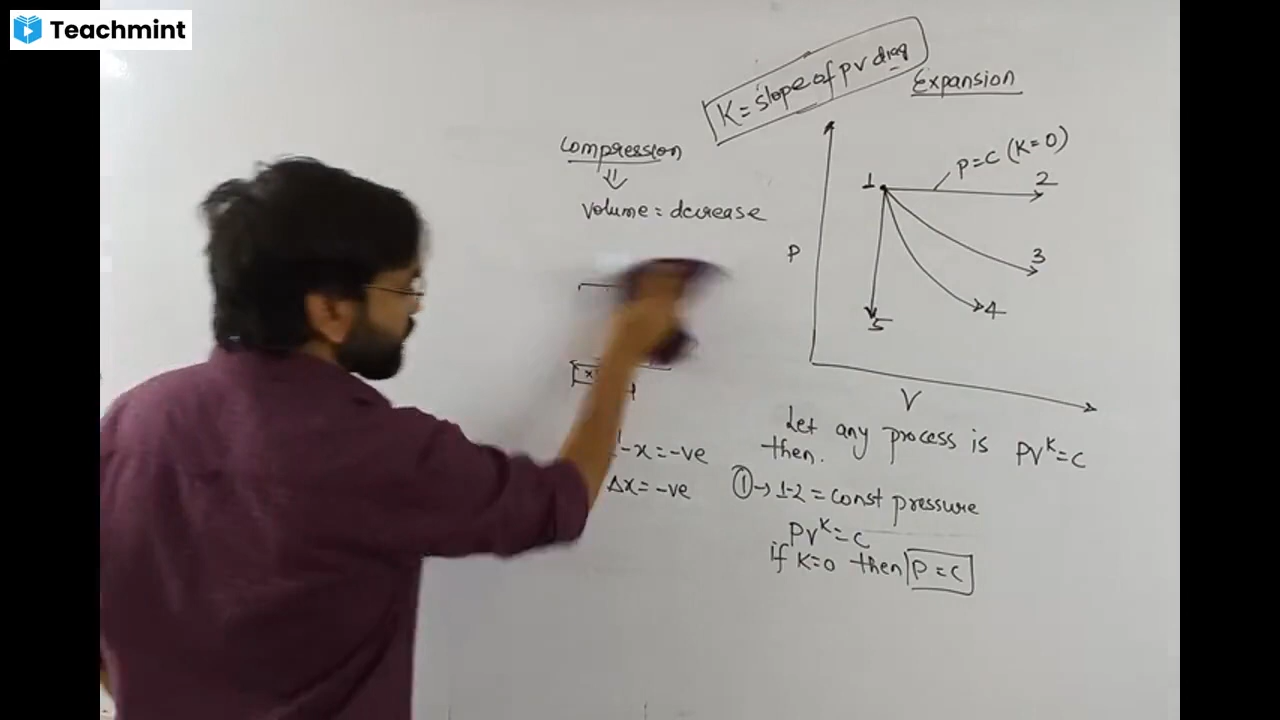 Teachmint
K = slope of pv diag
Expansion
Compression
⇓
Volume = dcrease
P = C (K=0)
1
2
3
4
5
P
V
-x = -ve
Δx = -ve
Let any process is PV^K = C
then.
① → 1-2 = const pressure
PV^K = C
if K=0 then P = C